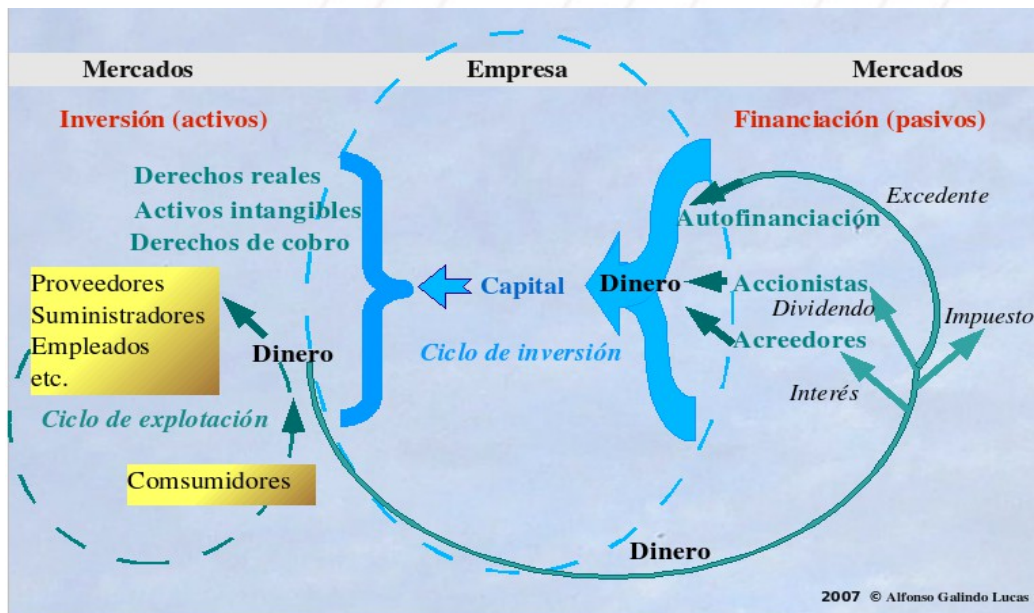 Mercados
Empresa
Mercados
Inversión (activos)
Financiación (pasivos)
Derechos reales
Activos intangibles
Derechos de cobro
Excedente
Autofinanciación
Proveedores
Suministradores
Empleados
etc.
Dinero
Capital
Dinero
Accionistas
Dividendo
Impuesto
Acreedores
Ciclo de inversión
Interés
Ciclo de explotación
Comsumidores
Dinero
2007 © Alfonso Galindo Lucas